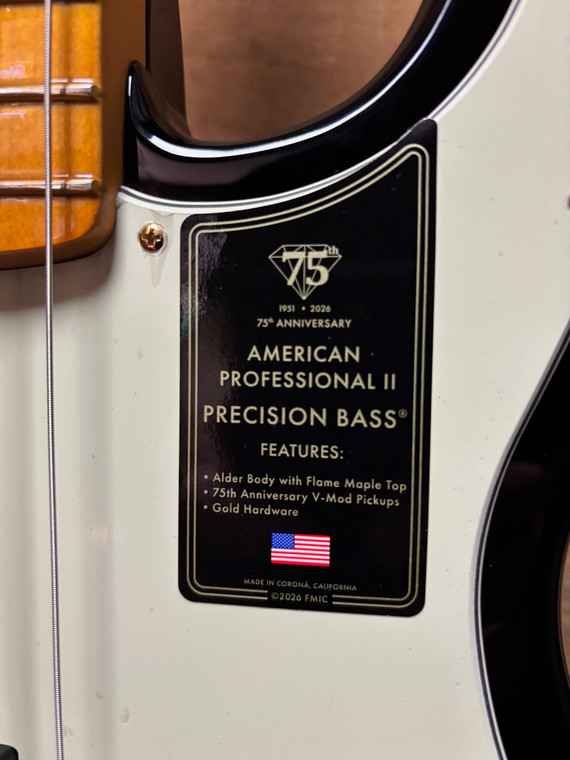 75th
1951 • 2026
75th ANNIVERSARY
AMERICAN
PROFESSIONAL II
PRECISION BASS®
FEATURES:
• Alder Body with Flame Maple Top
• 75th Anniversary V-Mod Pickups
• Gold Hardware
MADE IN CORONA, CALIFORNIA
©2026 FMIC